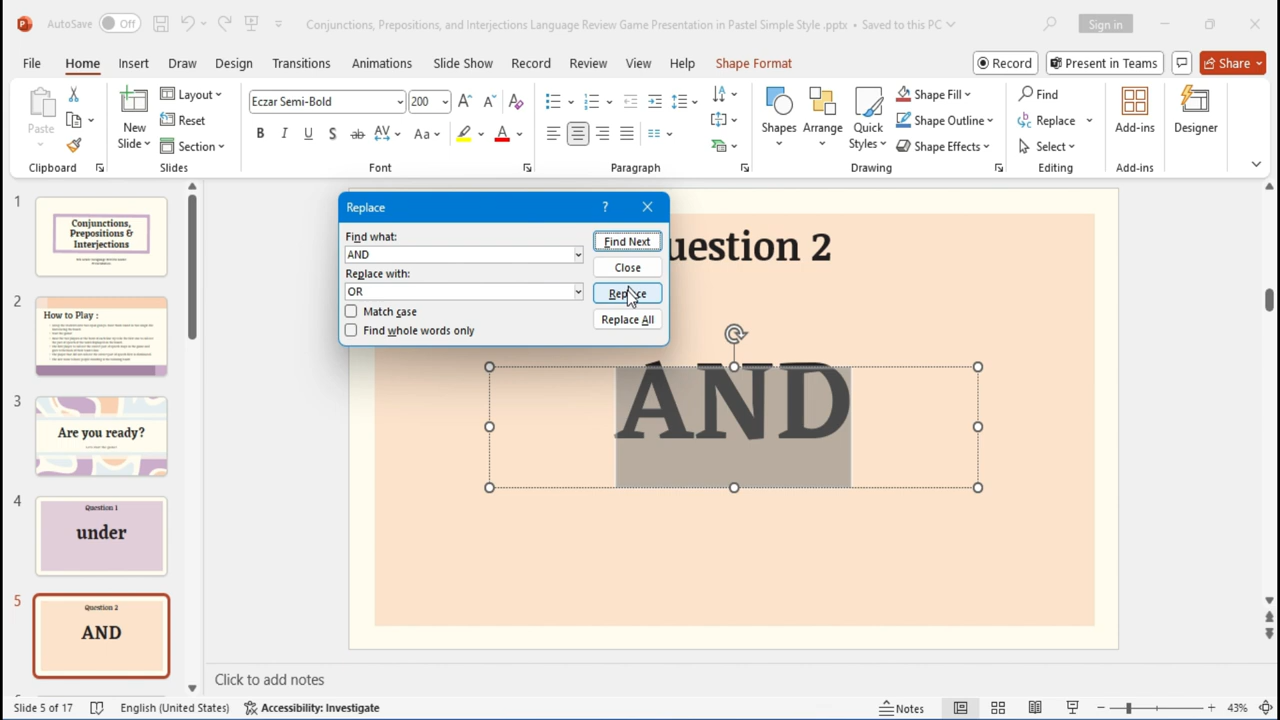 AutoSave Off
Conjunctions, Prepositions, and Interjections Language Review Game Presentation in Pastel Simple Style .pptx • Saved to this PC
Sign in
File Home Insert Draw Design Transitions Animations Slide Show Record Review View Help Shape Format
Record Present in Teams Share
Paste
Clipboard
New
Slide
Layout
Reset
Section
Slides
Eczar Semi-Bold 200
B I U S ab AV Aa A
Font
Paragraph
Shapes
Arrange
Quick
Styles
Shape Fill
Shape Outline
Shape Effects
Drawing
Find
Replace
Select
Editing
Add-ins
Add-ins
Designer
1
Conjunctions,
Prepositions &
Interjections
2
How to Play :
3
Are you ready?
4
Question 1
under
5
Question 2
AND
Replace ?
Find what:
AND
Replace with:
OR
Match case
Find whole words only
Find Next
Close
Replace
Replace All
uestion 2
AND
Click to add notes
Slide 5 of 17 English (United States) Accessibility: Investigate Notes 43%